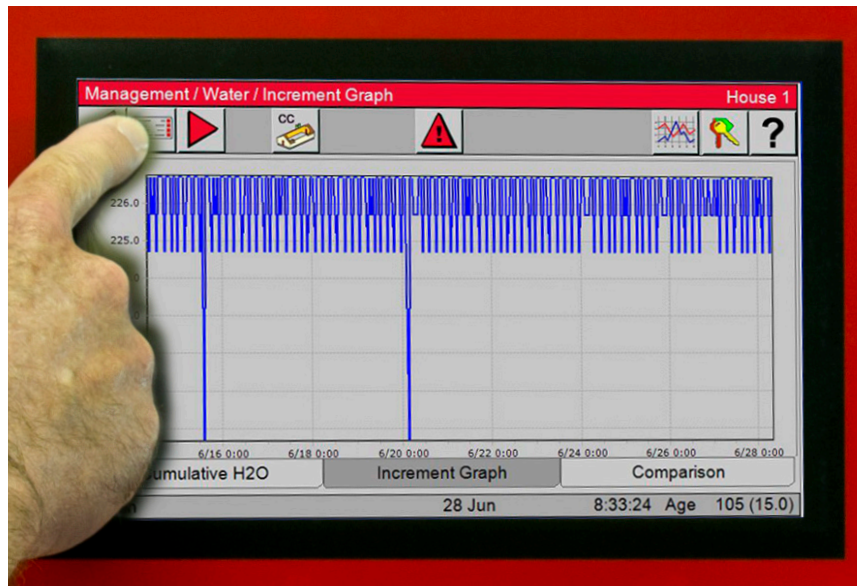 Management / Water / Increment Graph House 1
CC
?
226.0
225.0
6/16 0:00 6/18 0:00 6/20 0:00 6/22 0:00 6/24 0:00 6/26 0:00 6/28 0:00
umulative H2O Increment Graph Comparison
28 Jun 8:33:24 Age 105 (15.0)